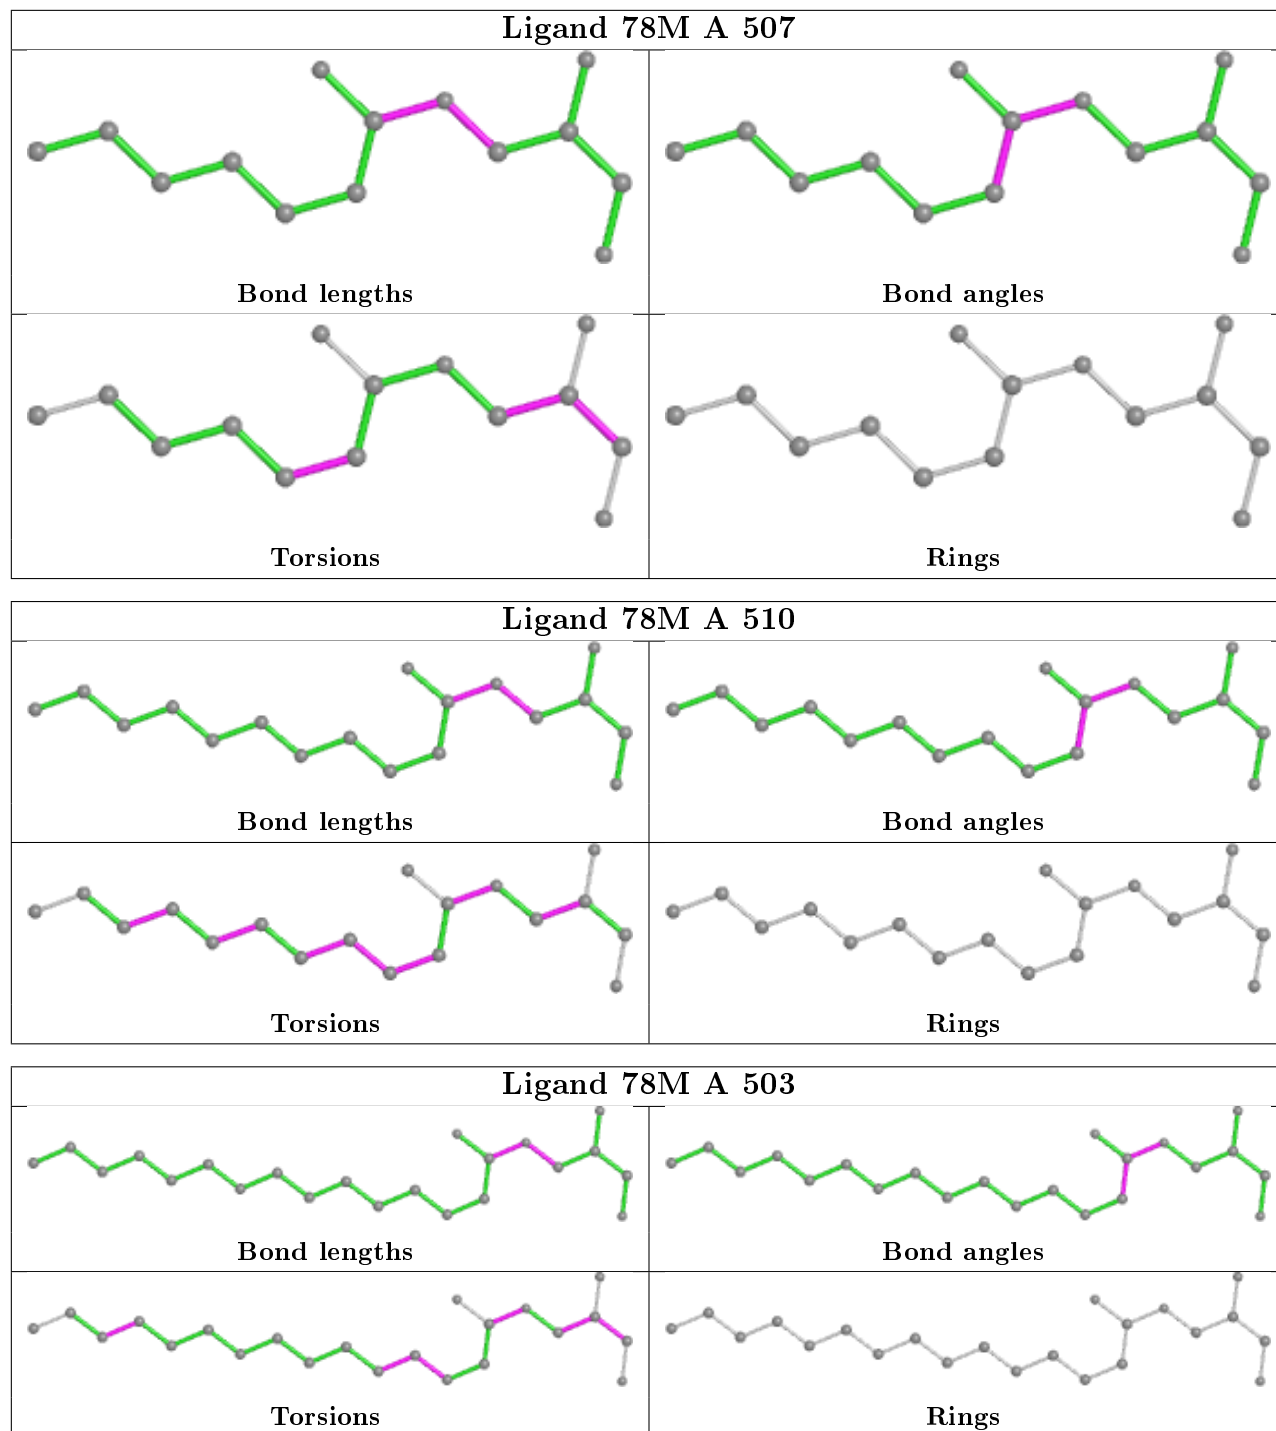 Ligand 78M A 507
Bond lengths
Bond angles
Torsions
Rings
Ligand 78M A 510
Bond lengths
Bond angles
Torsions
Rings
Ligand 78M A 503
Bond lengths
Bond angles
Torsions
Rings